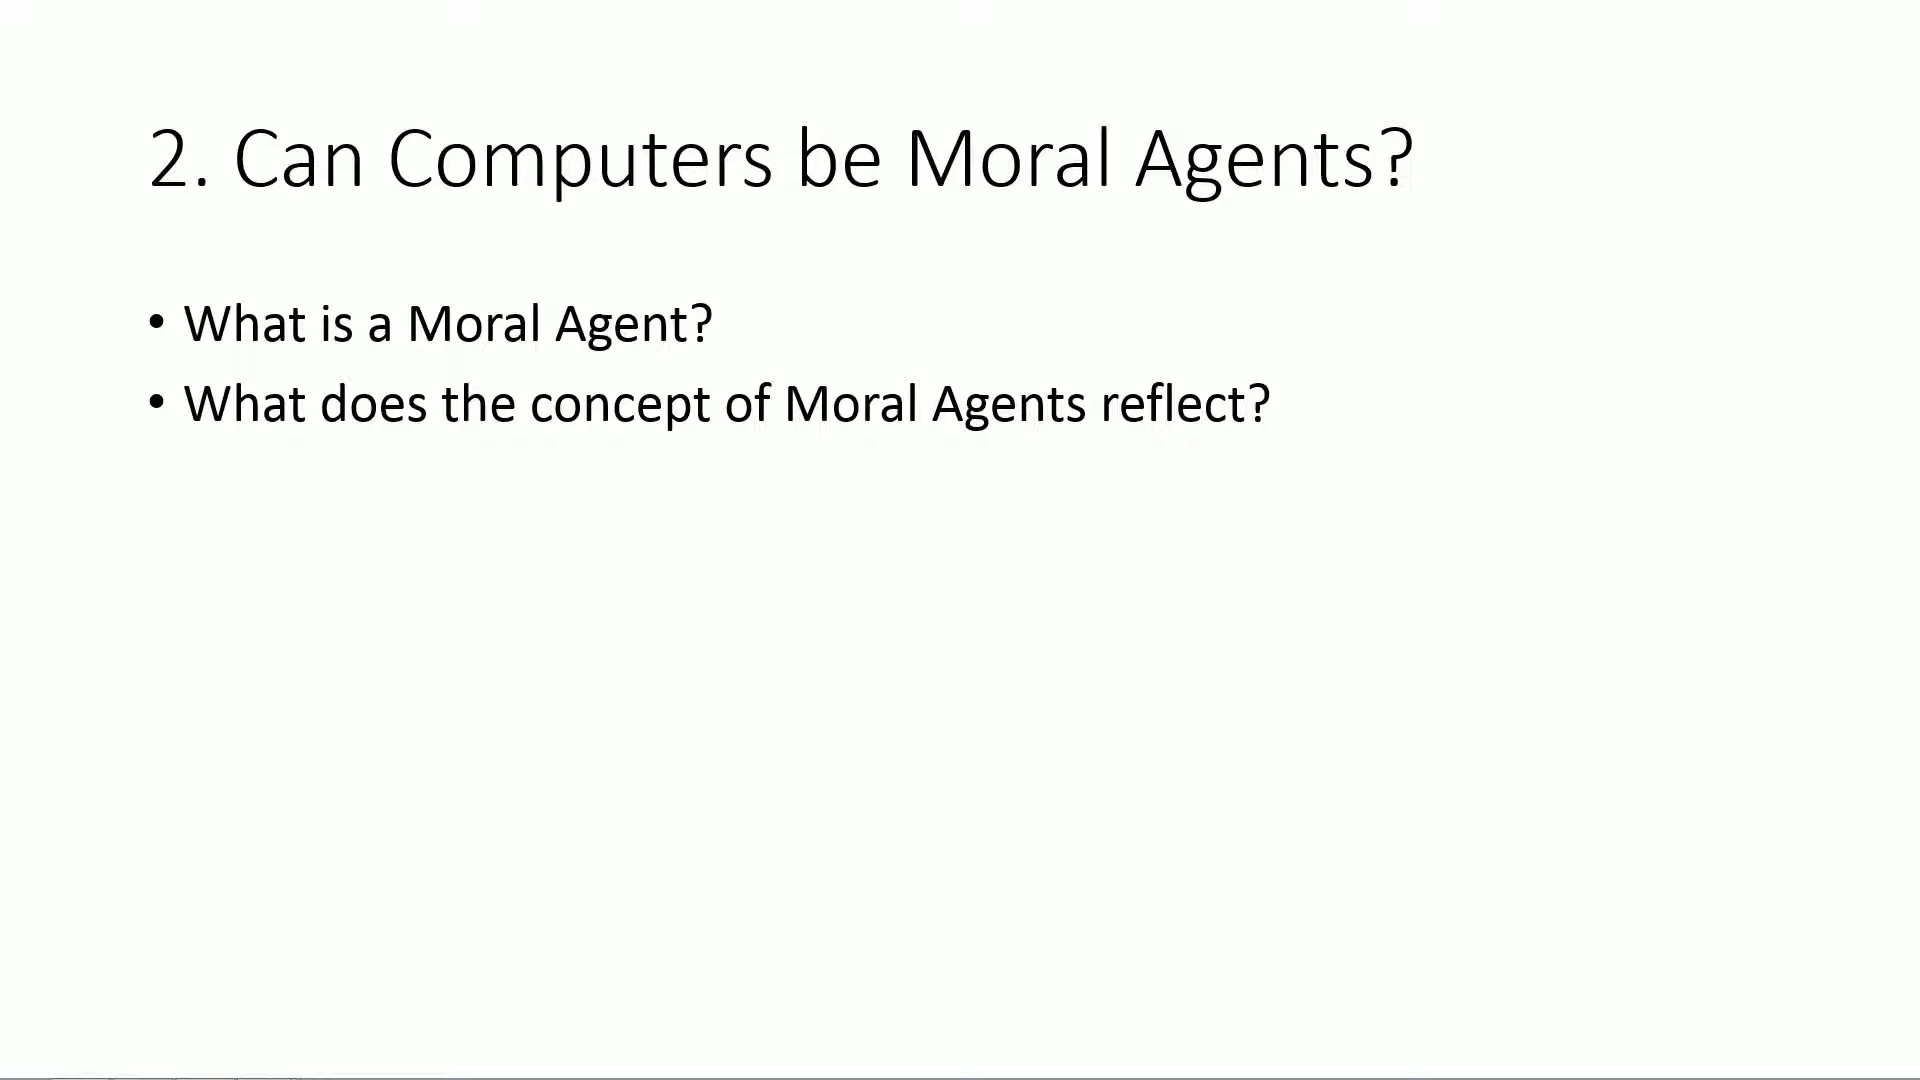 2. Can Computers be Moral Agents?
• What is a Moral Agent?
• What does the concept of Moral Agents reflect?